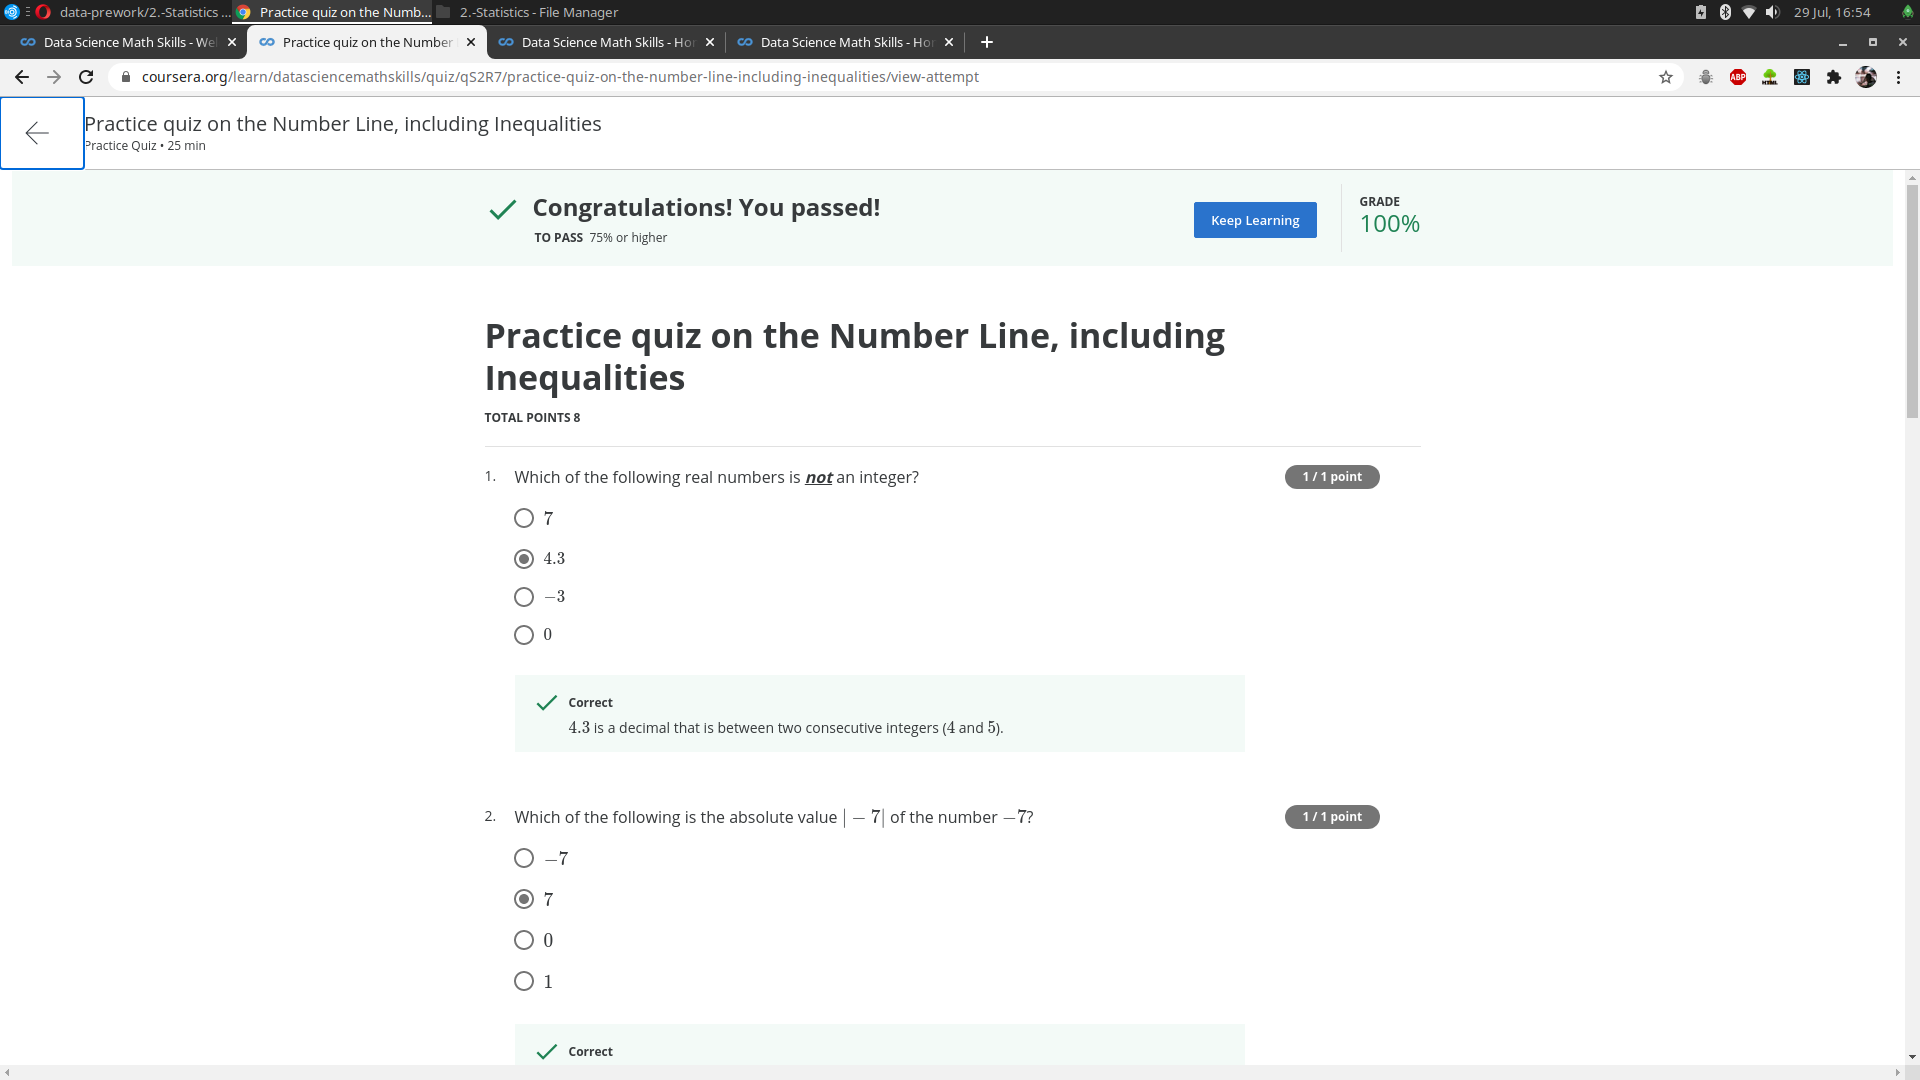 data-prework/2.-Statistics ...
Practice quiz on the Numb...
2.-Statistics - File Manager
29 Jul, 16:54
Data Science Math Skills - We
Practice quiz on the Number
Data Science Math Skills - Hor
Data Science Math Skills - Hor
coursera.org/learn/datasciencemathskills/quiz/qS2R7/practice-quiz-on-the-number-line-including-inequalities/view-attempt
ABP
HTML
Practice quiz on the Number Line, including Inequalities
Practice Quiz • 25 min
Congratulations! You passed!
TO PASS 75% or higher
Keep Learning
GRADE
100%
Practice quiz on the Number Line, including
Inequalities
TOTAL POINTS 8
1. Which of the following real numbers is not an integer?
1 / 1 point
7
4.3
−3
0
Correct
4.3 is a decimal that is between two consecutive integers (4 and 5).
2. Which of the following is the absolute value | − 7| of the number −7?
1 / 1 point
−7
7
0
1
Correct